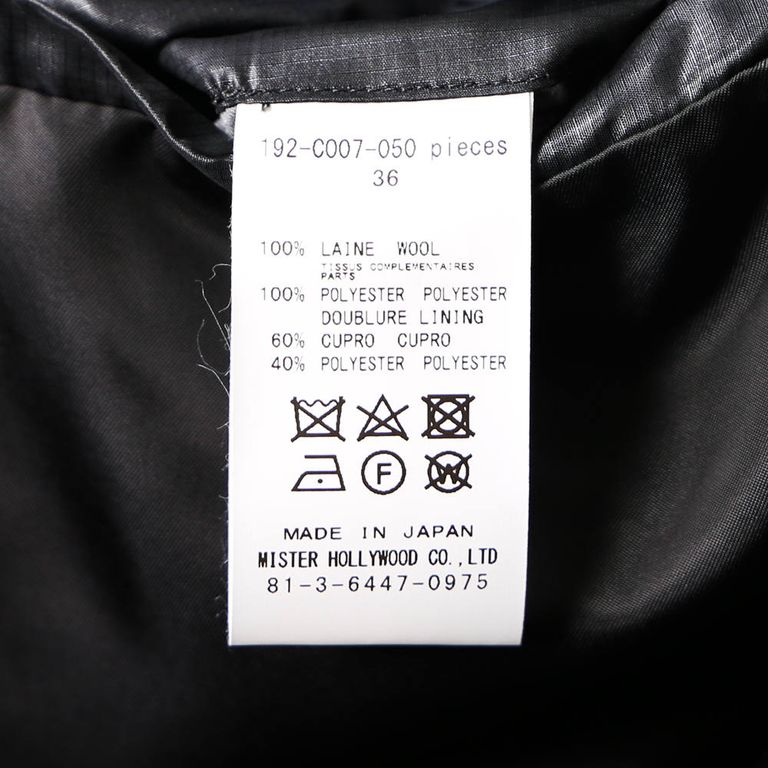 192-C007-050 pieces
36
100% LAINE WOOL
TISSUS COMPLEMENTAIRES
PARTS
100% POLYESTER POLYESTER
DOUBLURE LINING
60% CUPRO CUPRO
40% POLYESTER POLYESTER
F
W
MADE IN JAPAN
MISTER HOLLYWOOD CO.,LTD
81-3-6447-0975